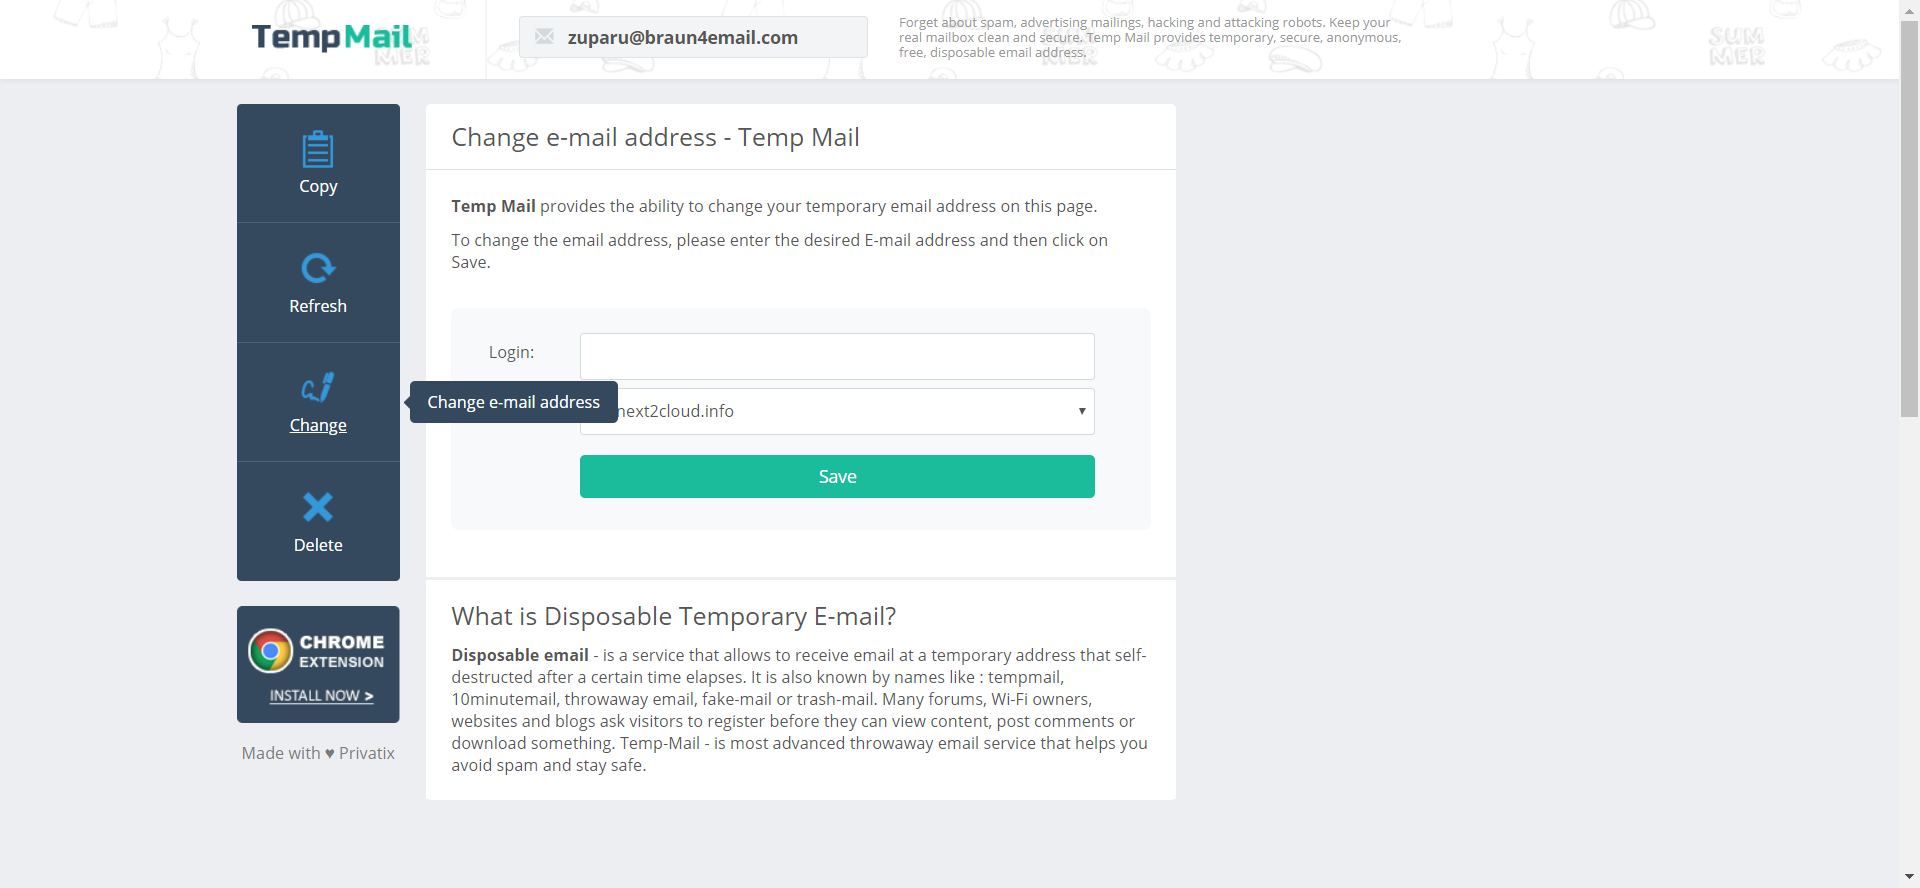 TempMail
zuparu@braun4email.com
Forget about spam, advertising mailings, hacking and attacking robots. Keep your
real mailbox clean and secure. Temp Mail provides temporary, secure, anonymous,
free, disposable email address.
SUMMER
SUMMER
SUMMER
Copy
Refresh
Change
Delete
Change e-mail address
CHROME
EXTENSION
INSTALL NOW >
Made with ♥ Privatix
Change e-mail address - Temp Mail
Temp Mail provides the ability to change your temporary email address on this page.
To change the email address, please enter the desired E-mail address and then click on
Save.
Login:
next2cloud.info
Save
What is Disposable Temporary E-mail?
Disposable email - is a service that allows to receive email at a temporary address that self-
destructed after a certain time elapses. It is also known by names like : tempmail,
10minutemail, throwaway email, fake-mail or trash-mail. Many forums, Wi-Fi owners,
websites and blogs ask visitors to register before they can view content, post comments or
download something. Temp-Mail - is most advanced throwaway email service that helps you
avoid spam and stay safe.